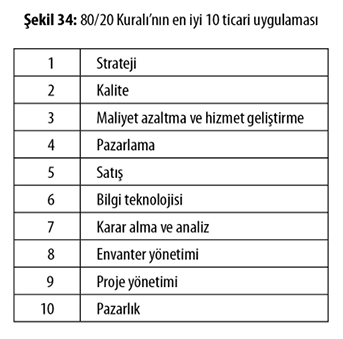 Şekil 34: 80/20 Kuralı’nın en iyi 10 ticari uygulaması
1 Strateji
2 Kalite
3 Maliyet azaltma ve hizmet geliştirme
4 Pazarlama
5 Satış
6 Bilgi teknolojisi
7 Karar alma ve analiz
8 Envanter yönetimi
9 Proje yönetimi
10 Pazarlık